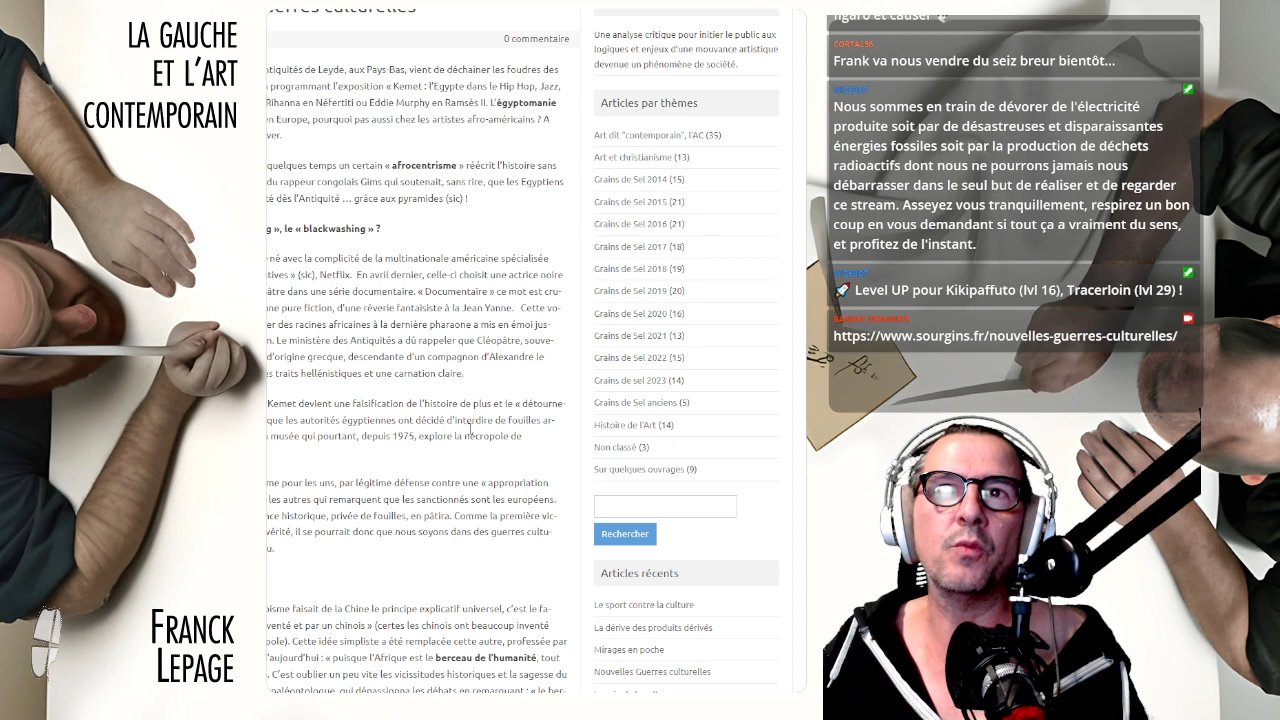 LA GAUCHE
ET L'ART
CONTEMPORAIN
FRANCK
LEPAGE
erres culturelles
0 commentaire
tiquités de Leyde, aux Pays-Bas, vient de déchaîner les foudres des
programmant l'exposition « Kemet : l'Egypte dans le Hip Hop, Jazz,
Rihanna en Néfertiti ou Eddie Murphy en Ramsès II. L'égyptomanie
en Europe, pourquoi pas aussi chez les artistes afro-américains ? A
ver.
quelques temps un certain « afrocentrisme » réécrit l'histoire sans
du rappeur congolais Gims qui soutenait, sans rire, que les Egyptiens
té dès l'Antiquité … grâce aux pyramides (sic) !
g », le « blackwashing » ?
né avec la complicité de la multinationale américaine spécialisée
tives » (sic), Netflix. En avril dernier, celle-ci choisit une actrice noire
âtre dans une série documentaire. « Documentaire » ce mot est cru-
ne pure fiction, d'une rêverie fantaisiste à la Jean Yanne. Cette vo-
er des racines africaines à la dernière pharaone a mis en émoi jus-
. Le ministère des Antiquités a dû rappeler que Cléopâtre, souve-
d'origine grecque, descendante d'un compagnon d'Alexandre le
s traits hellénistiques et une carnation claire.
Kemet devient une falsification de l'histoire de plus et le « détourne-
que les autorités égyptiennes ont décidé d'interdire de fouilles ar-
musée qui pourtant, depuis 1975, explore la nécropole de
me pour les uns, par légitime défense contre une « appropriation
les autres qui remarquent que les sanctionnés sont les européens.
nce historique, privée de fouilles, en pâtira. Comme la première vic-
vérité, il se pourrait donc que nous soyons dans des guerres cultu-
u.
pisme faisait de la Chine le principe explicatif universel, c'est le fa-
venté et par un chinois » (certes les chinois ont beaucoup inventé
pole). Cette idée simpliste a été remplacée cette autre, professée par
d'aujourd'hui : « puisque l'Afrique est le berceau de l'humanité, tout
. C'est oublier un peu vite les vicissitudes historiques et la sagesse du
paléontologue, qui dépassionna les débats en remarquant : « le ber-
Une analyse critique pour initier le public aux
logiques et enjeux d'une mouvance artistique
devenue un phénomène de société.
Articles par thèmes
Art dit "contemporain", l'AC (35)
Art et christianisme (13)
Grains de Sel 2014 (15)
Grains de Sel 2015 (21)
Grains de Sel 2016 (21)
Grains de Sel 2017 (18)
Grains de Sel 2018 (19)
Grains de Sel 2019 (20)
Grains de Sel 2020 (16)
Grains de Sel 2021 (13)
Grains de Sel 2022 (15)
Grains de sel 2023 (14)
Grains de Sel anciens (5)
Histoire de l'Art (14)
Non classé (3)
Sur quelques ouvrages (9)
Rechercher
Articles récents
Le sport contre la culture
La dérive des produits dérivés
Mirages en poche
Nouvelles Guerres culturelles
figaro et causer
CORTAL56
Frank va nous vendre du seiz breur bientôt...
Nous sommes en train de dévorer de l'électricité
produite soit par de désastreuses et disparaissantes
énergies fossiles soit par la production de déchets
radioactifs dont nous ne pourrons jamais nous
débarrasser dans le seul but de réaliser et de regarder
ce stream. Asseyez vous tranquillement, respirez un bon
coup en vous demandant si tout ça a vraiment du sens,
et profitez de l'instant.
Level UP pour Kikipaffuto (lvl 16), Tracerloin (lvl 29) !
https://www.sourgins.fr/nouvelles-guerres-culturelles/